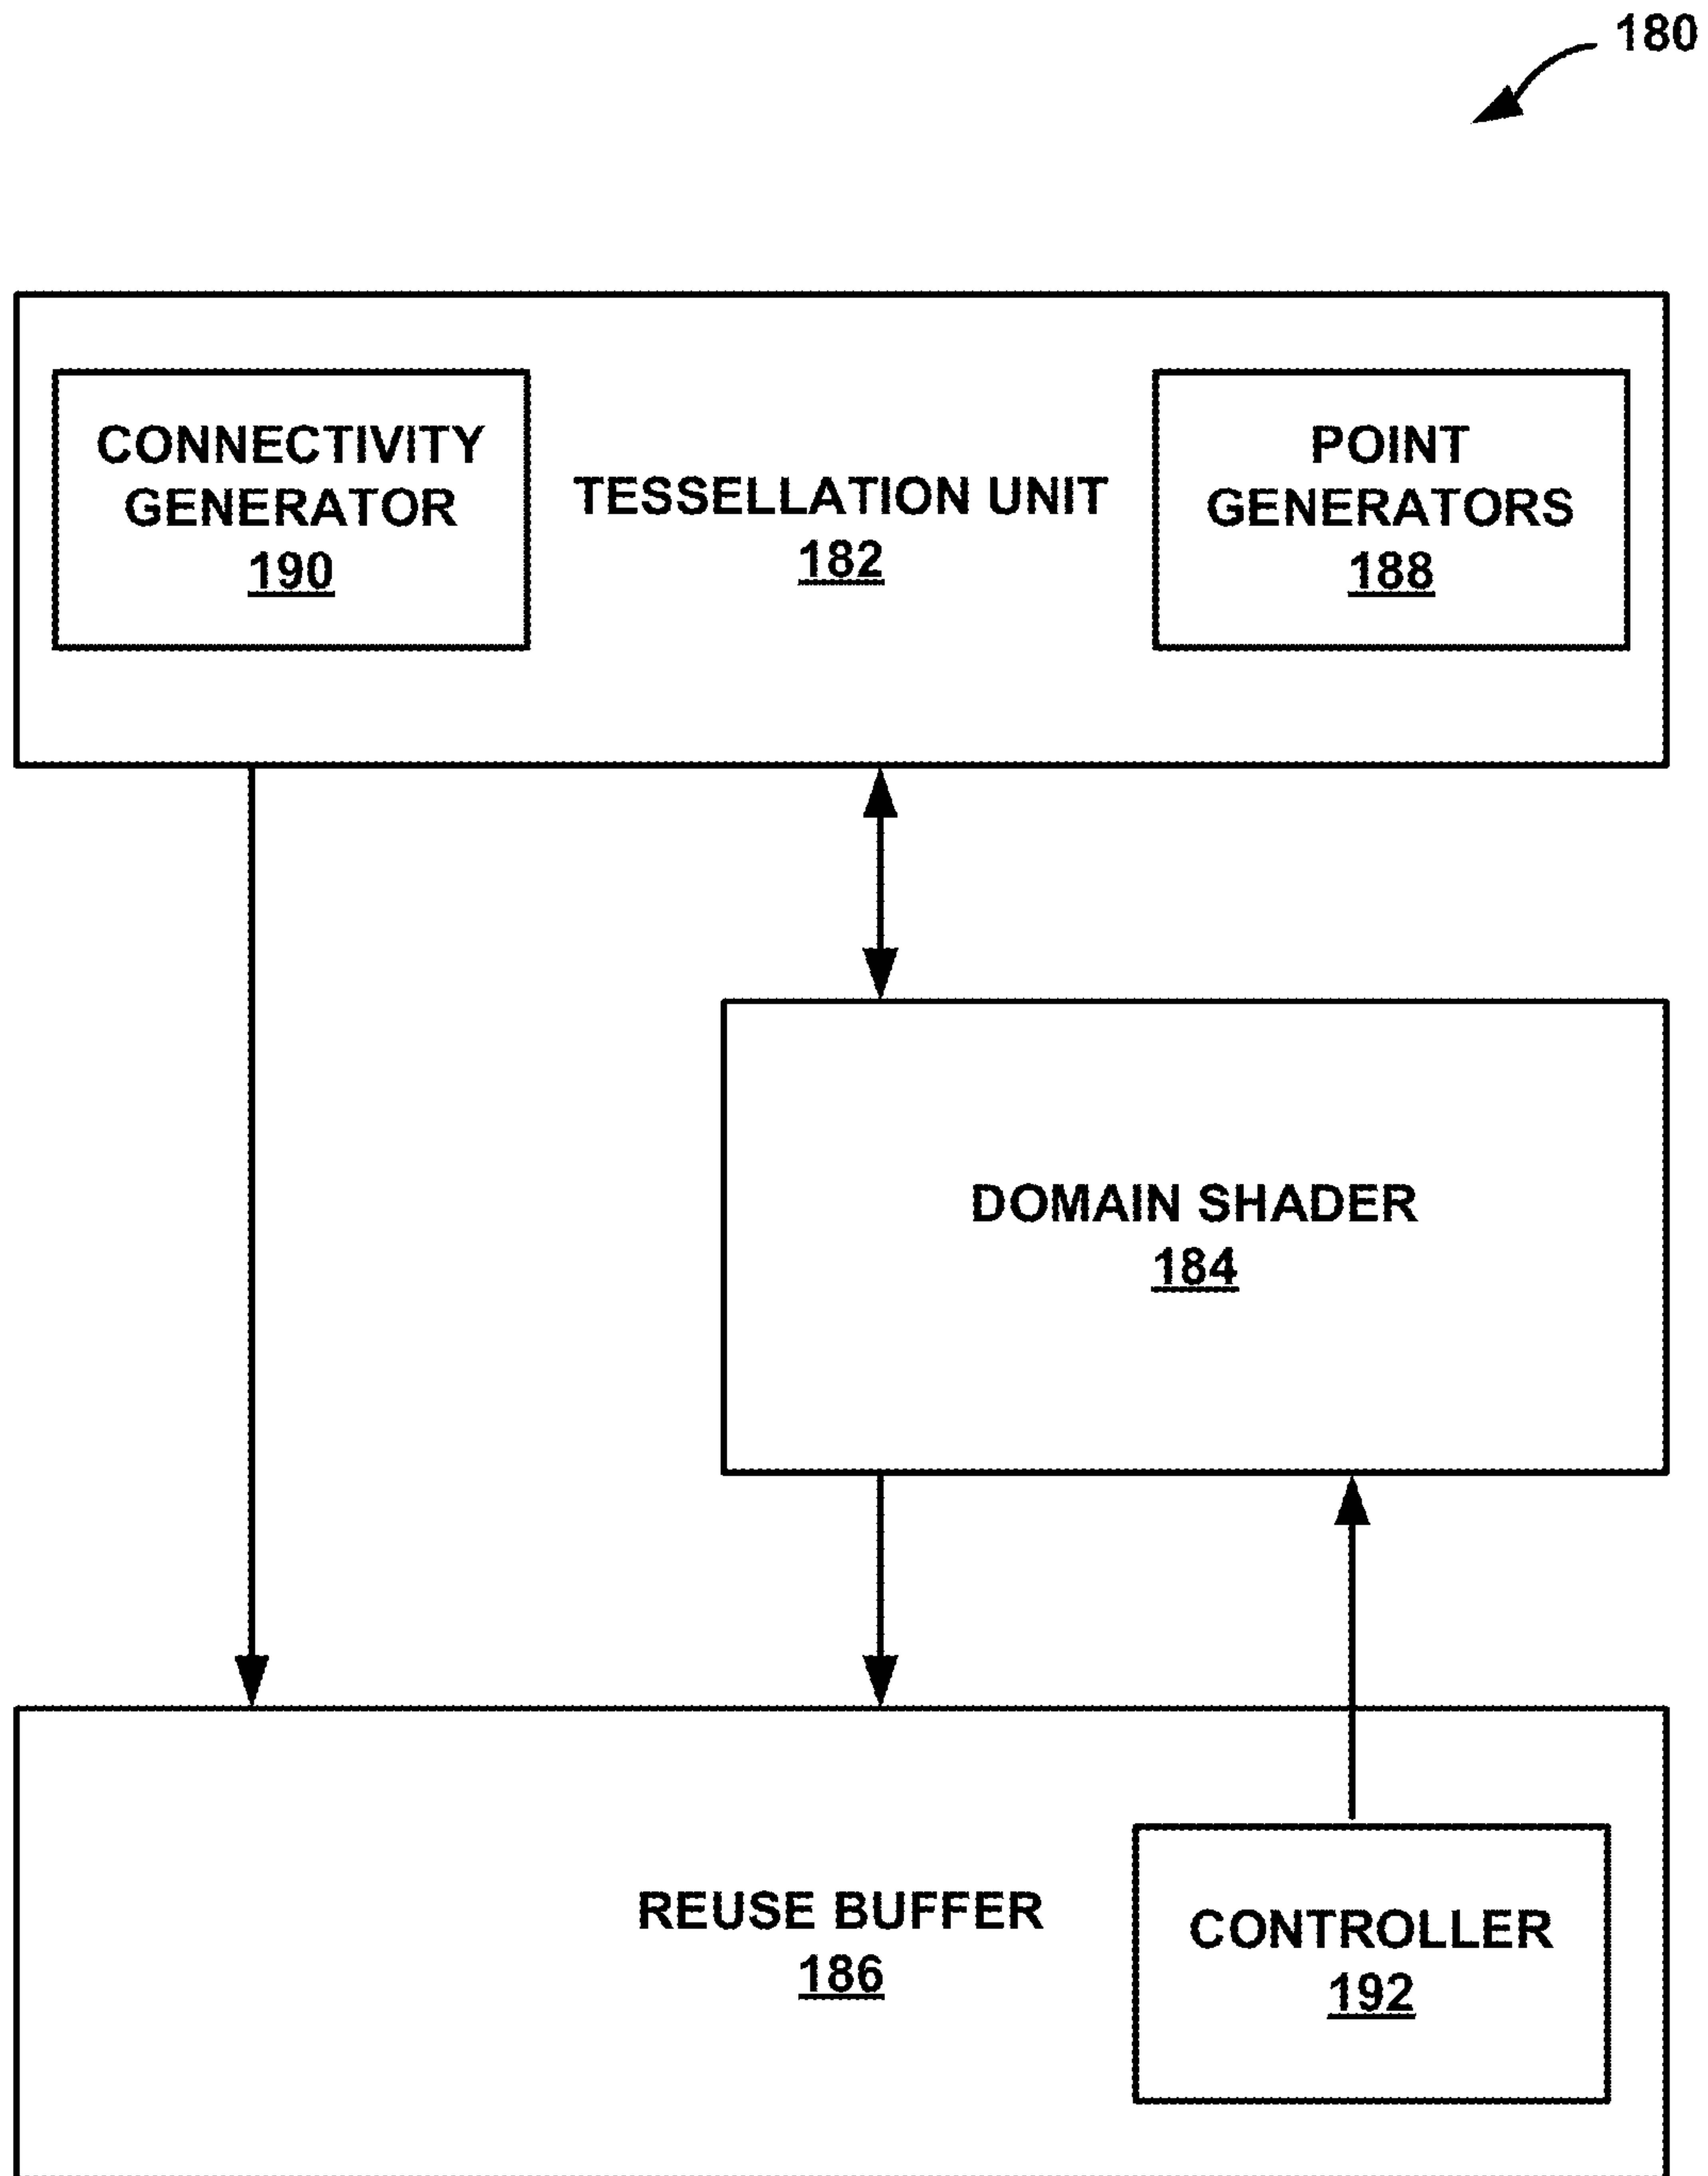 180
CONNECTIVITY
GENERATOR
190
TESSELLATION UNIT
182
POINT
GENERATORS
188
DOMAIN SHADER
184
REUSE BUFFER
186
CONTROLLER
192